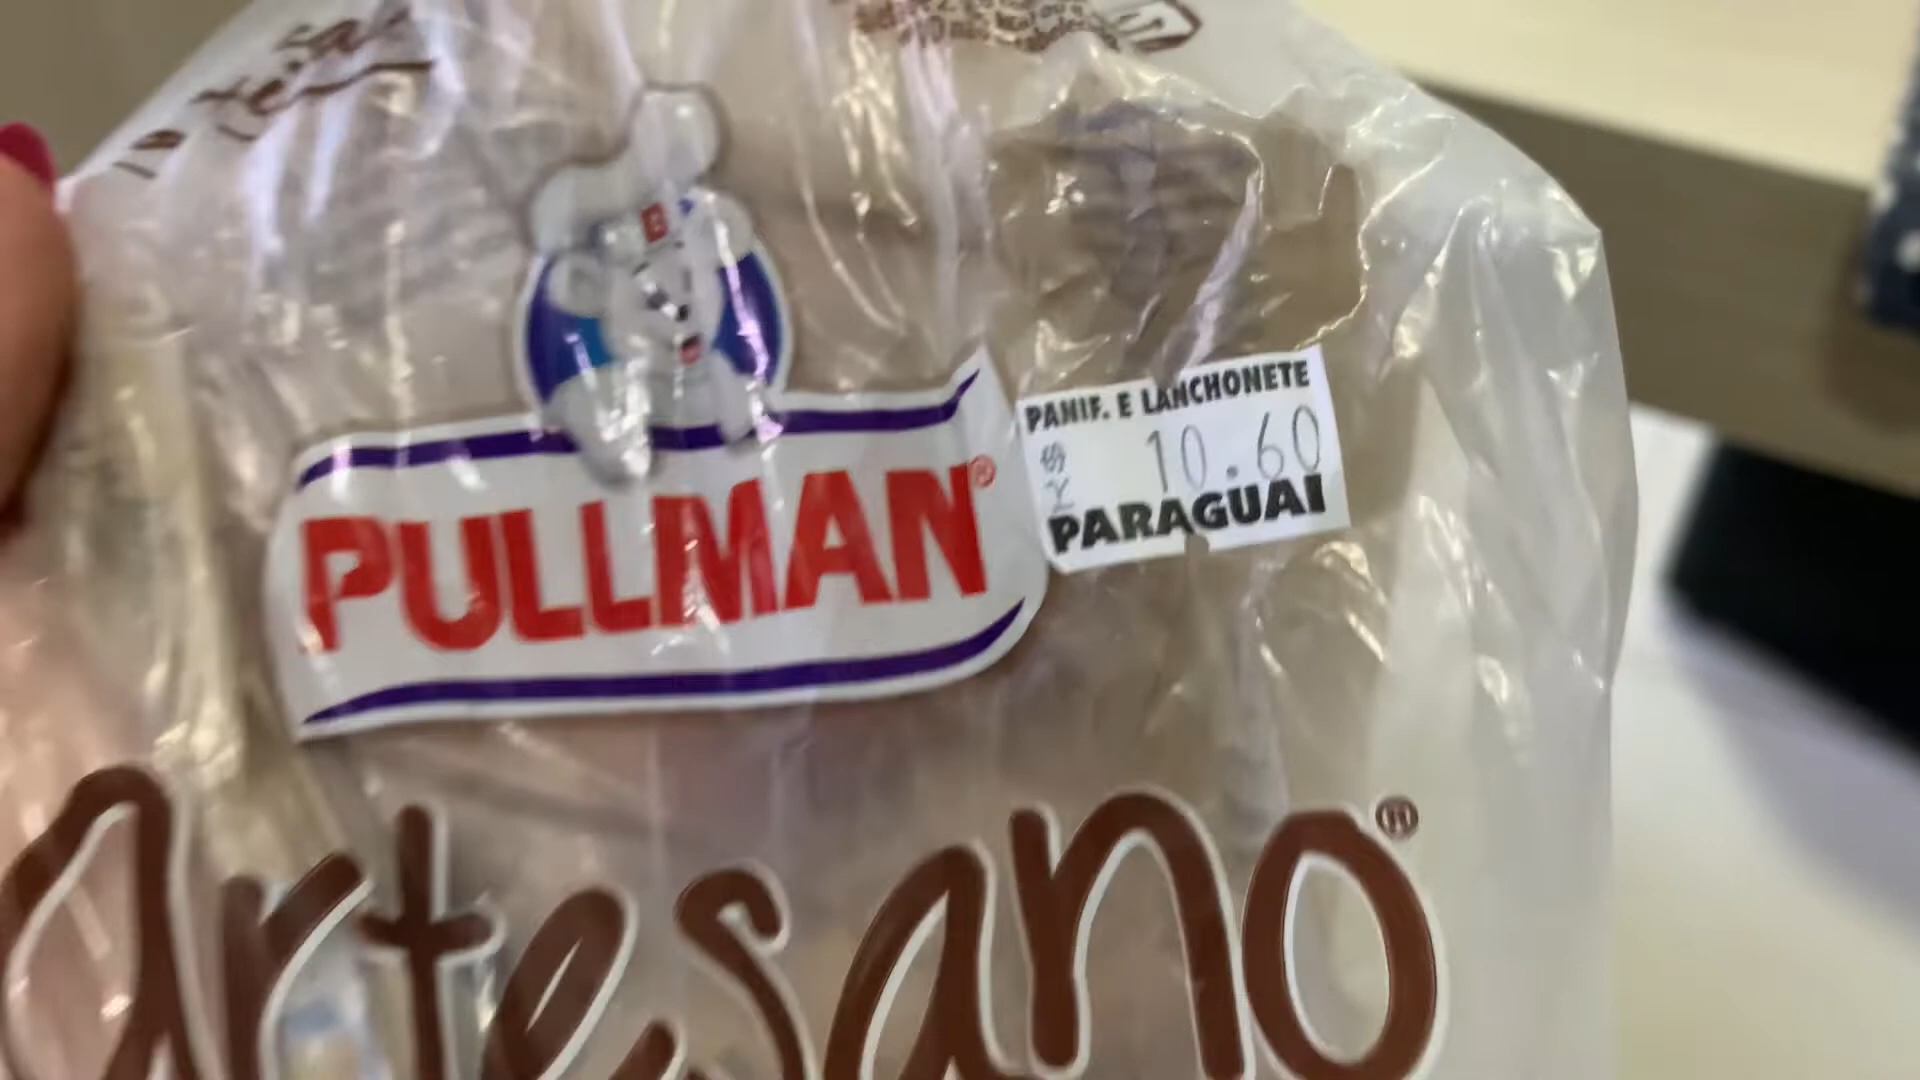 PULLMAN®
PANIF. E LANCHONETE
10.60
PARAGUAI
artesano®